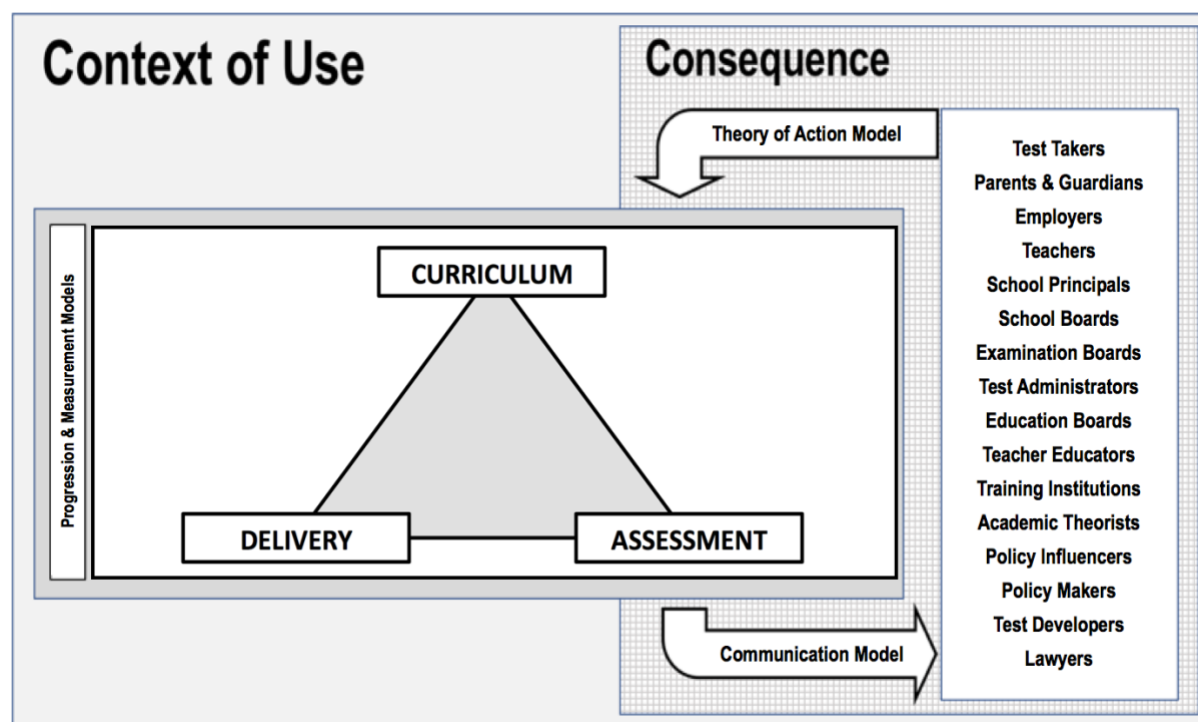 Context of Use
Consequence
Theory of Action Model
Test Takers
Parents & Guardians
Employers
Teachers
School Principals
School Boards
Examination Boards
Test Administrators
Education Boards
Teacher Educators
Training Institutions
Academic Theorists
Policy Influencers
Policy Makers
Test Developers
Lawyers
Progression & Measurement Models
CURRICULUM
DELIVERY
ASSESSMENT
Communication Model